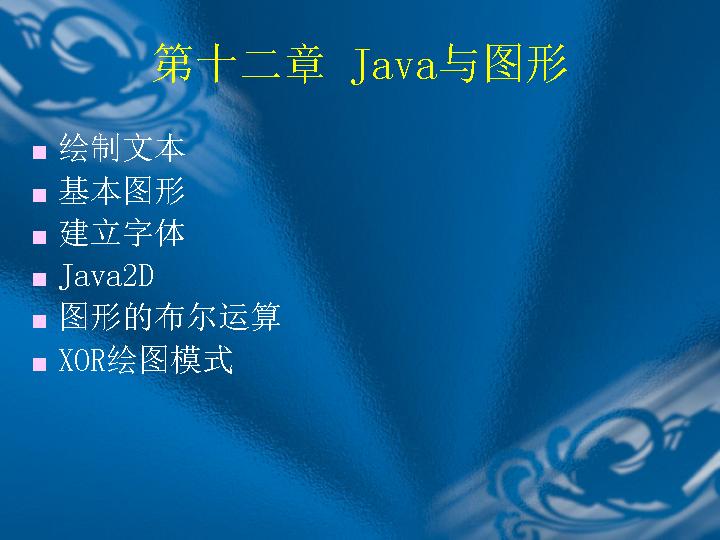 第十二章 Java与图形
绘制文本
基本图形
建立字体
Java2D
图形的布尔运算
XOR绘图模式